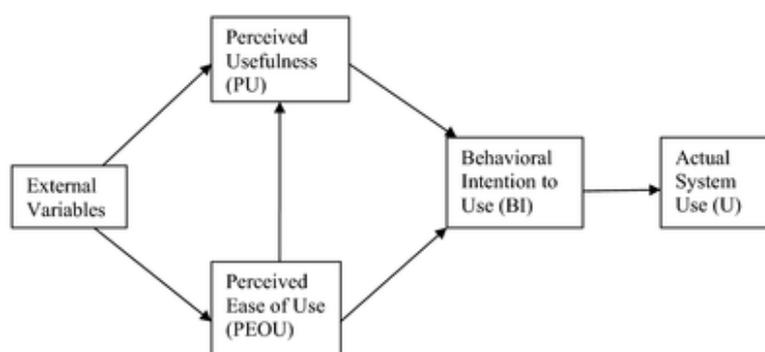 Perceived
Usefulness
(PU)
External
Variables
Perceived
Ease of Use
(PEOU)
Behavioral
Intention to
Use (BI)
Actual
System
Use (U)